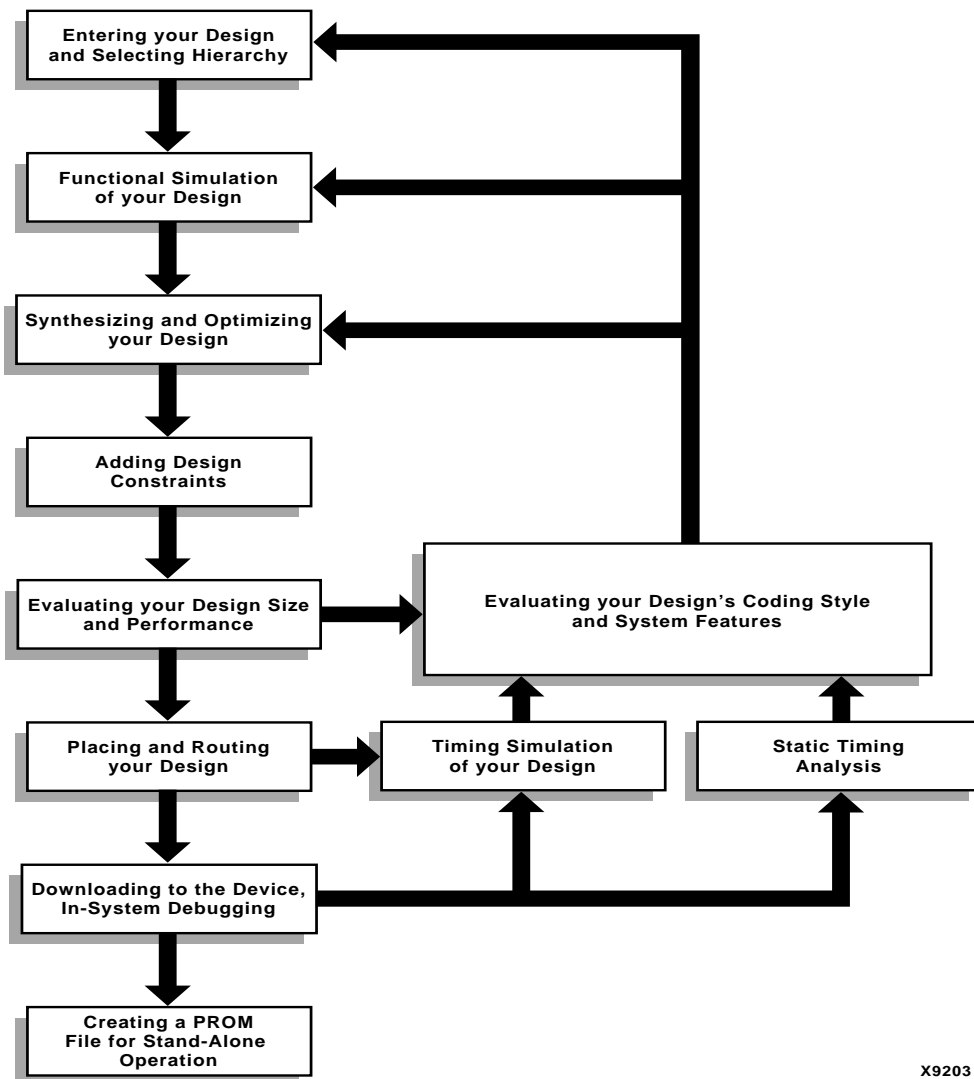 Entering your Design
and Selecting Hierarchy
Functional Simulation
of your Design
Synthesizing and Optimizing
your Design
Adding Design
Constraints
Evaluating your Design Size
and Performance
Evaluating your Design’s Coding Style
and System Features
Placing and Routing
your Design
Timing Simulation
of your Design
Static Timing
Analysis
Downloading to the Device,
In-System Debugging
Creating a PROM
File for Stand-Alone
Operation
X9203